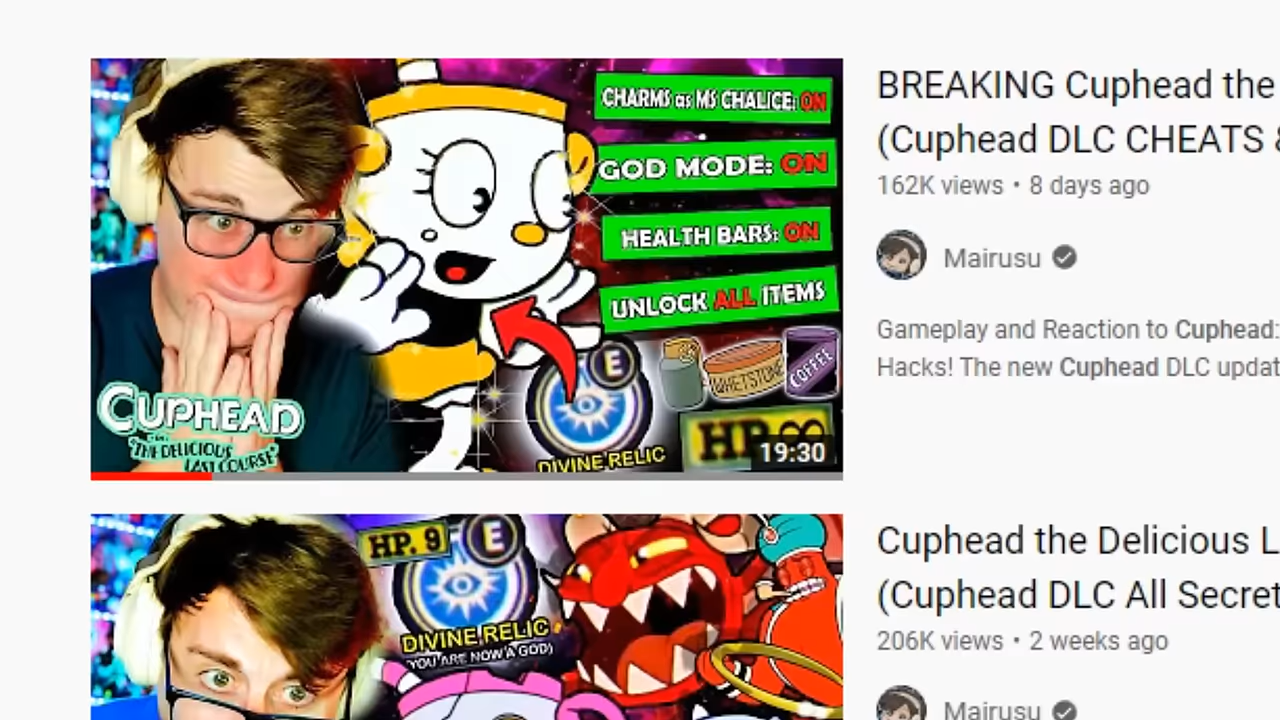 CHARMS as MS CHALICE: ON
GOD MODE: ON
HEALTH BARS: ON
UNLOCK ALL ITEMS
WHETSTONE
COFFEE
E
DIVINE RELIC
HP. ∞
19:30
CUPHEAD
IN
"THE DELICIOUS
LAST COURSE"
BREAKING Cuphead the
(Cuphead DLC CHEATS &
162K views • 8 days ago
Mairusu
Gameplay and Reaction to Cuphead:
Hacks! The new Cuphead DLC updat
HP. 9
E
DIVINE RELIC
(YOU ARE NOW A GOD)
Cuphead the Delicious L
(Cuphead DLC All Secret
206K views • 2 weeks ago
Mairusu